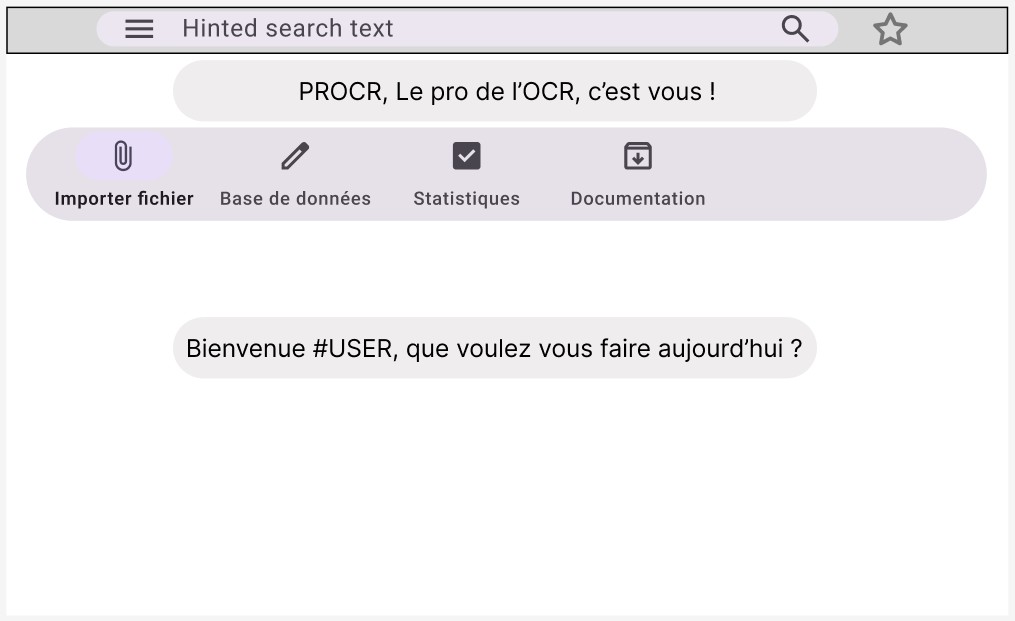 Hinted search text
PROCR, Le pro de l’OCR, c’est vous !
Importer fichier Base de données Statistiques Documentation
Bienvenue #USER, que voulez vous faire aujourd’hui ?